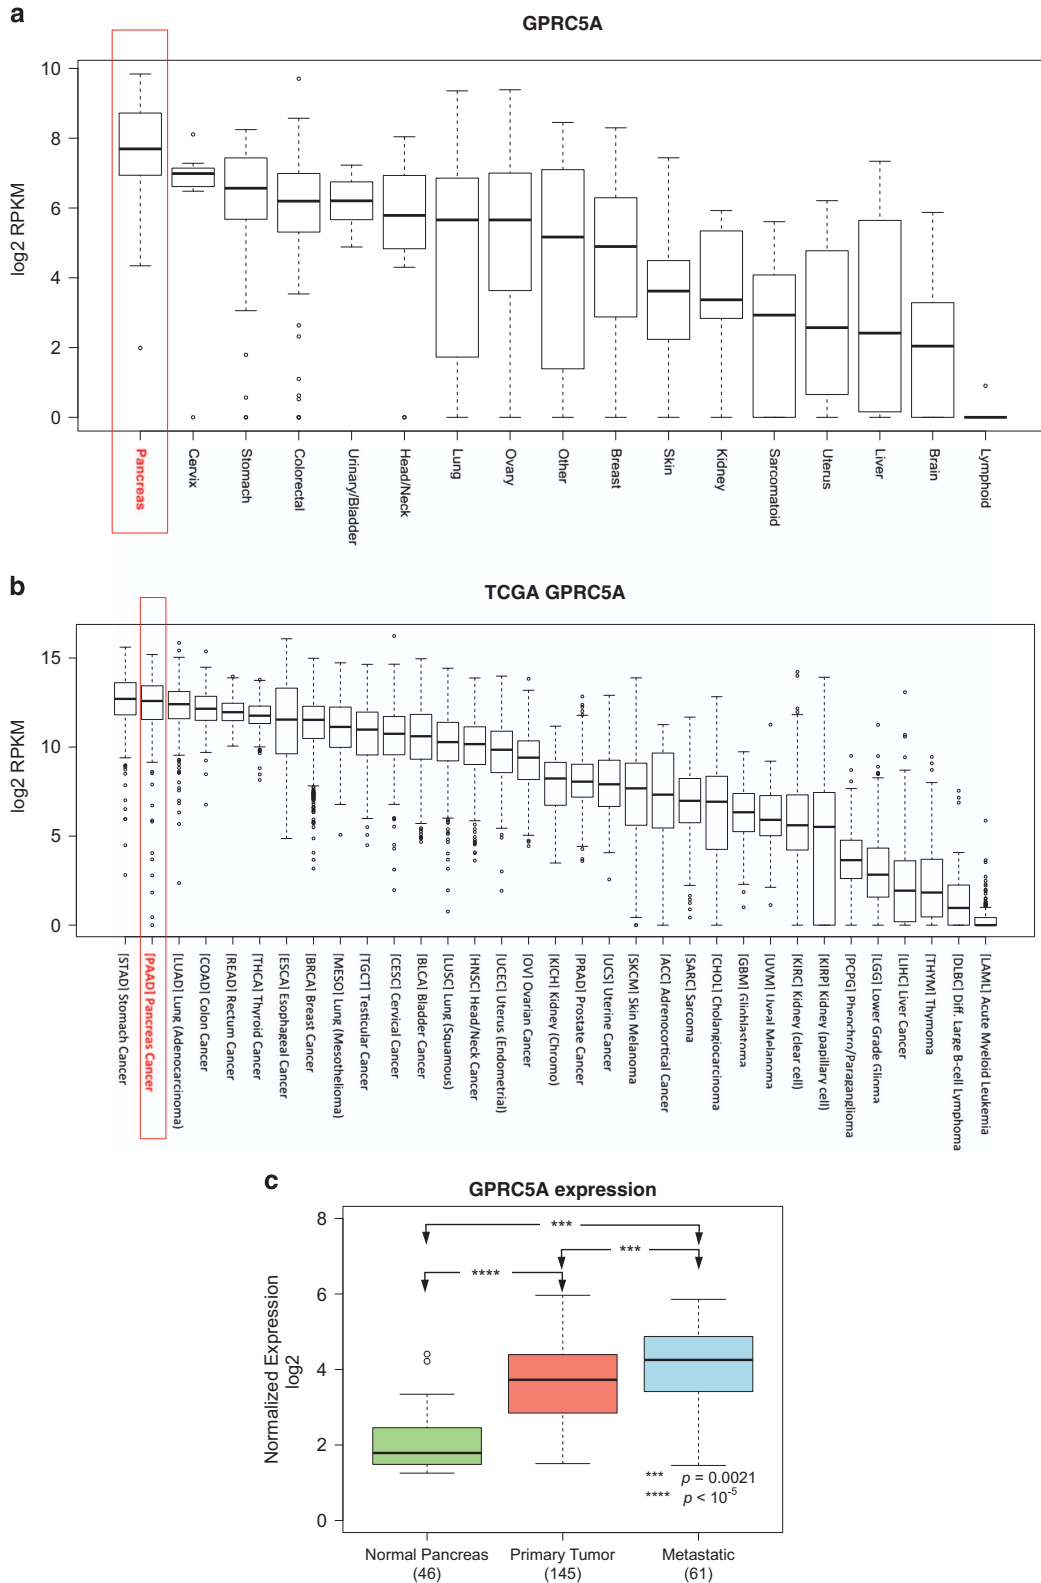 a
GPRC5A
10
8
6
4
2
0
log2 RPKM
Pancreas
Cervix
Stomach
Colorectal
Urinary/Bladder
Head/Neck
Lung
Ovary
Other
Breast
Skin
Kidney
Sarcomatoid
Uterus
Liver
Brain
Lymphoid
b
TCGA GPRC5A
15
10
5
0
log2 RPKM
[STAD] Stomach Cancer
[PAAD] Pancreas Cancer
[LUAD] Lung (Adenocarcinoma)
[COAD] Colon Cancer
[READ] Rectum Cancer
[THCA] Thyroid Cancer
[ESCA] Esophageal Cancer
[BRCA] Breast Cancer
[MESO] Lung (Mesothelioma)
[TGCT] Testicular Cancer
[CESC] Cervical Cancer
[BLCA] Bladder Cancer
[LUSC] Lung (Squamous)
[HNSC] Head/Neck Cancer
[UCEC] Uterus (Endometrial)
[OV] Ovarian Cancer
[KICH] Kidney (Chromo)
[PRAD] Prostate Cancer
[UCS] Uterine Cancer
[SKCM] Skin Melanoma
[ACC] Adrenocortical Cancer
[SARC] Sarcoma
[CHOL] Cholangiocarcinoma
[GBM] Glioblastoma
[UVM] Uveal Melanoma
[KIRC] Kidney (clear cell)
[KIRP] Kidney (papillary cell)
[PCPG] Pheochro/Paraganglioma
[LGG] Lower Grade Glioma
[LIHC] Liver Cancer
[THYM] Thymoma
[DLBC] Diff. Large B-cell Lymphoma
[LAML] Acute Myeloid Leukemia
c
GPRC5A expression
8
6
4
2
0
Normalized Expression
log2
***
***
****
*** p = 0.0021
**** p < 10-5
Normal Pancreas
(46)
Primary Tumor
(145)
Metastatic
(61)